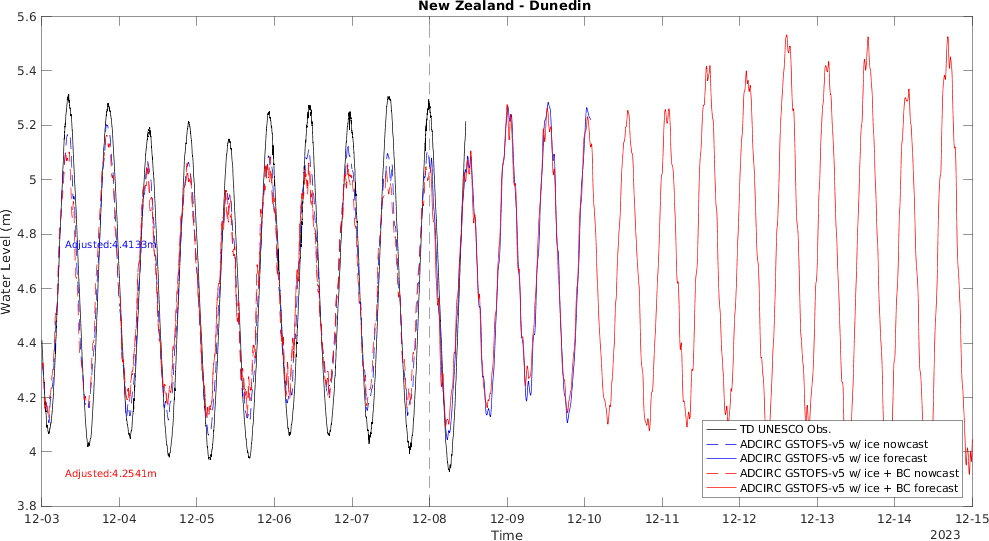 New Zealand - Dunedin
5.6
5.4
5.2
5
4.8
4.6
4.4
4.2
4
3.8
Water Level (m)
Adjusted:4.4133m
Adjusted:4.2541m
TD UNESCO Obs.
ADCIRC GSTOFS-v5 w/ ice nowcast
ADCIRC GSTOFS-v5 w/ ice forecast
ADCIRC GSTOFS-v5 w/ ice + BC nowcast
ADCIRC GSTOFS-v5 w/ ice + BC forecast
12-03 12-04 12-05 12-06 12-07 12-08 12-09 12-10 12-11 12-12 12-13 12-14 12-15
Time
2023